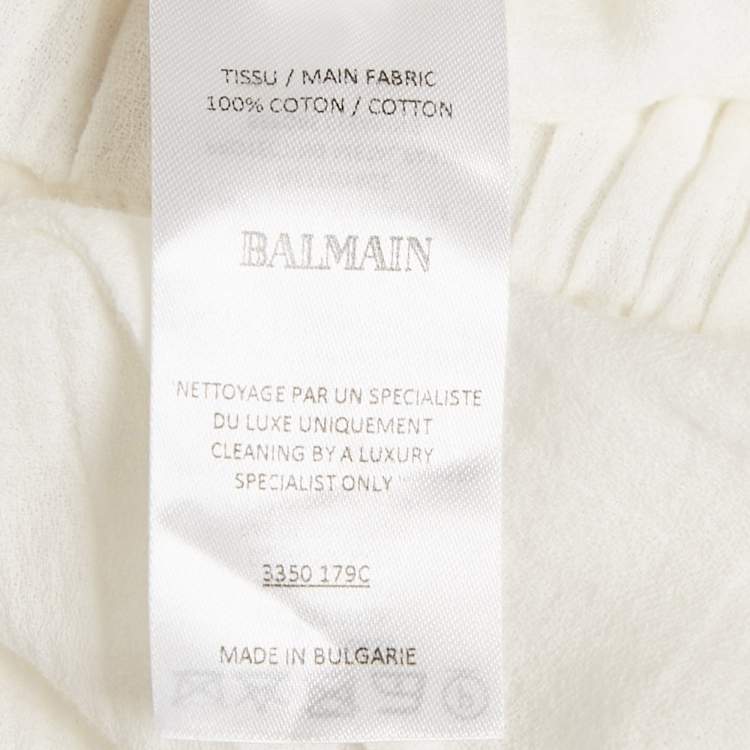 TISSU / MAIN FABRIC
100% COTON / COTTON
BALMAIN
"NETTOYAGE PAR UN SPECIALISTE
DU LUXE UNIQUEMENT
CLEANING BY A LUXURY
SPECIALIST ONLY"
3350 179C
MADE IN BULGARIE